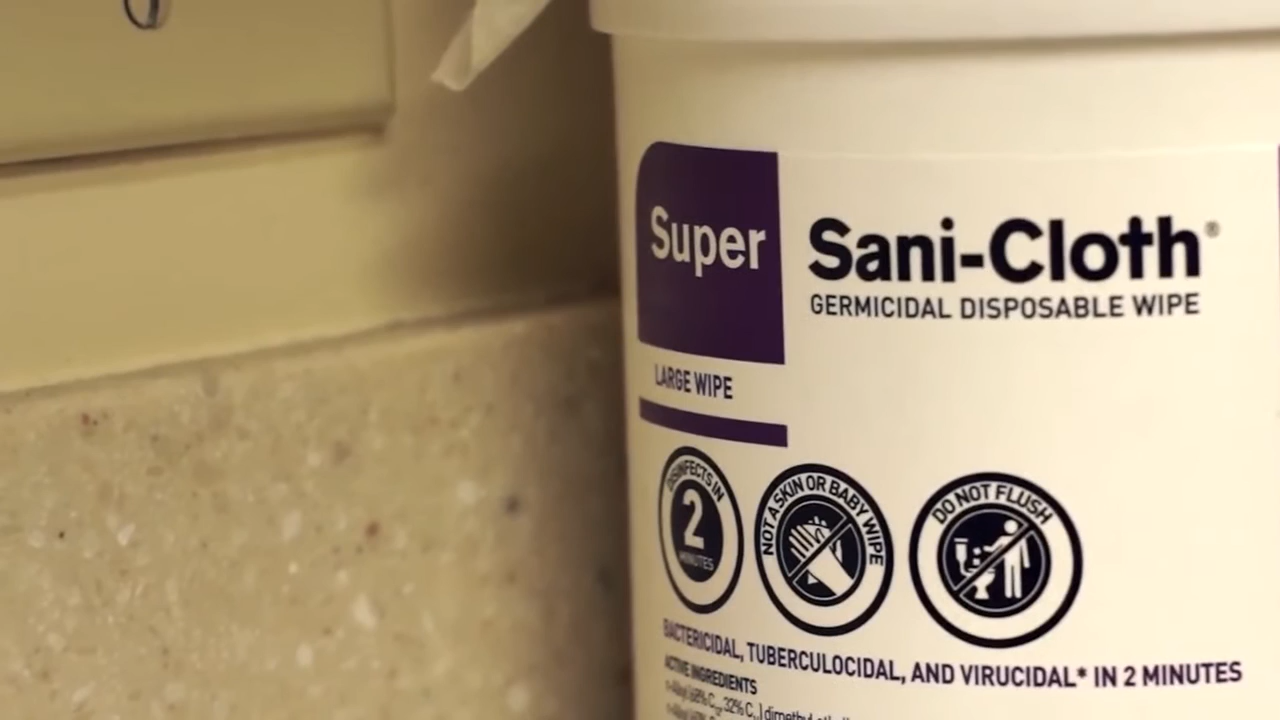 Super
Sani-Cloth®
GERMICIDAL DISPOSABLE WIPE
LARGE WIPE
DISINFECTS IN
2
MINUTES
NOT A SKIN OR BABY WIPE
DO NOT FLUSH
BACTERICIDAL, TUBERCULOCIDAL, AND VIRUCIDAL* IN 2 MINUTES
ACTIVE INGREDIENTS